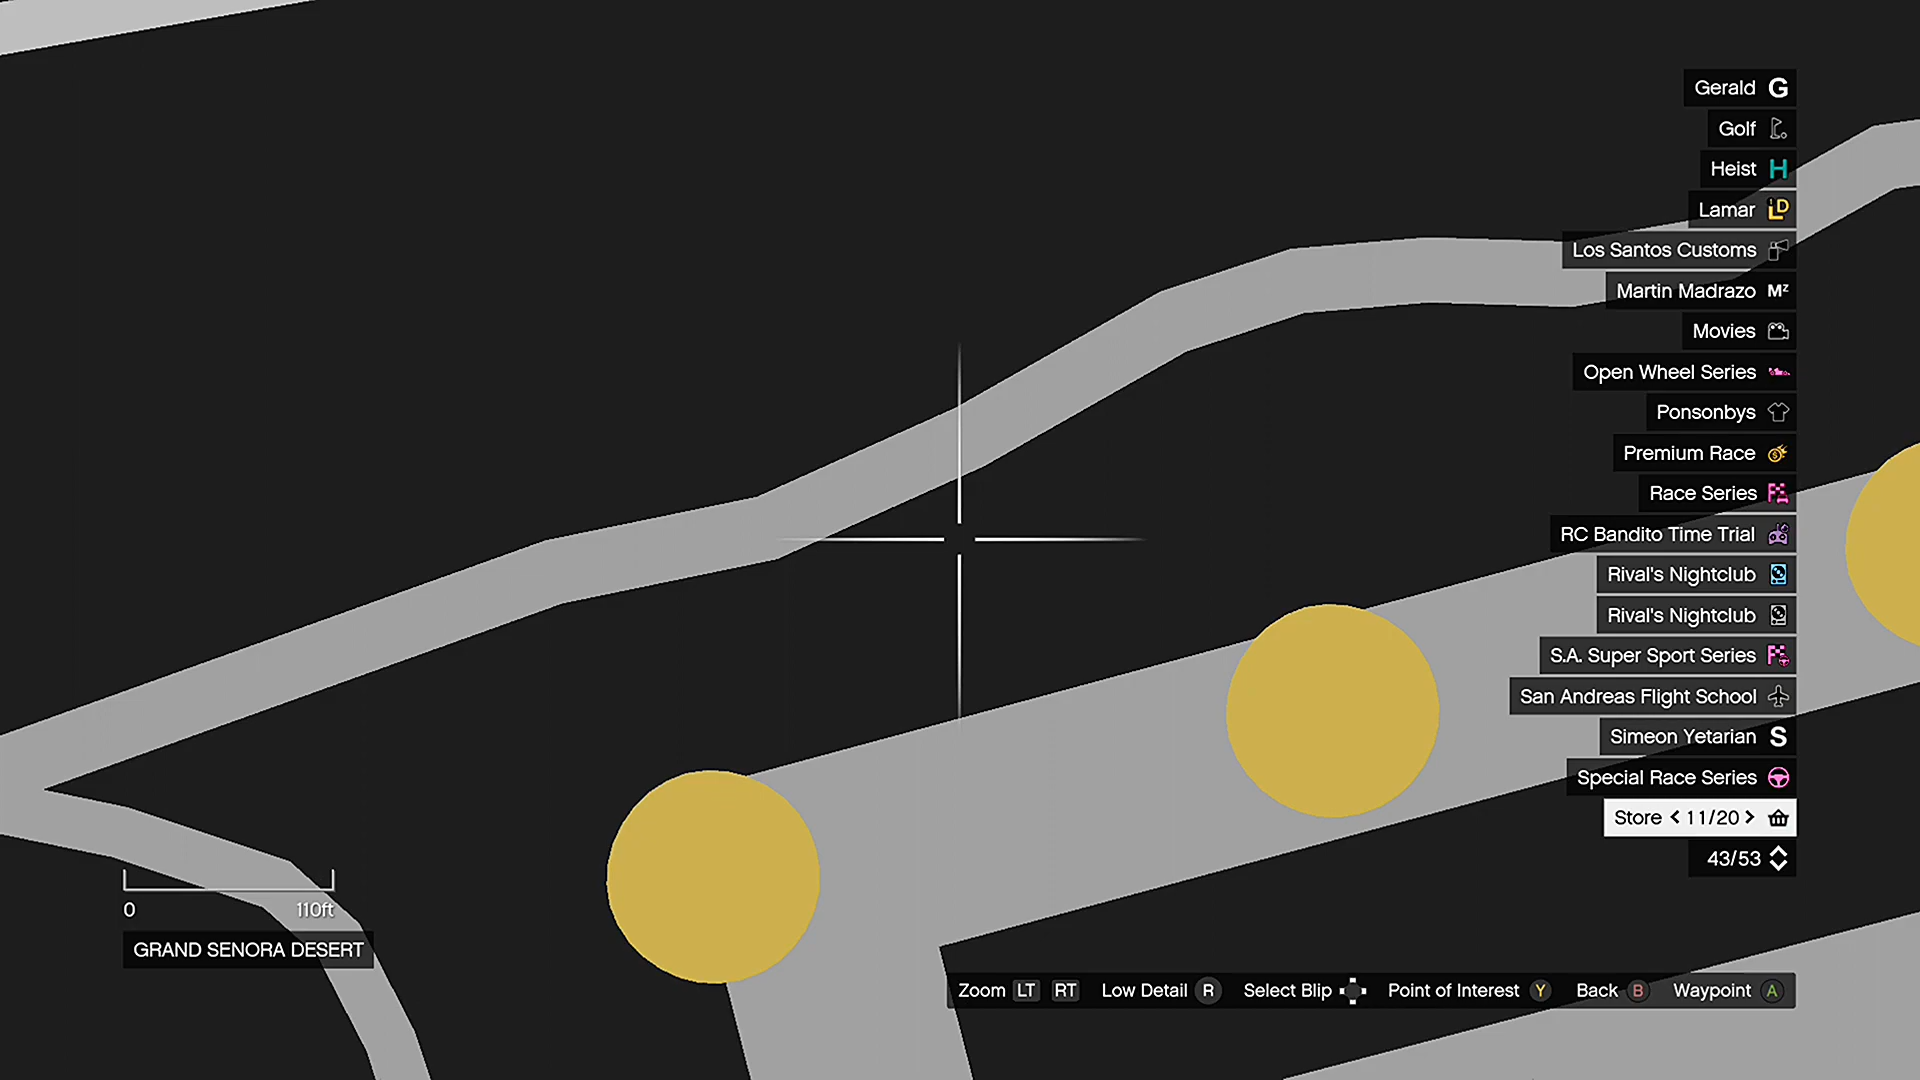 Gerald G
Golf
Heist H
Lamar LD
Los Santos Customs
Martin Madrazo Mz
Movies
Open Wheel Series
Ponsonbys
Premium Race
Race Series
RC Bandito Time Trial
Rival's Nightclub
Rival's Nightclub
S.A. Super Sport Series
San Andreas Flight School
Simeon Yetarian S
Special Race Series
Store < 11/20 >
43/53
0 110ft
GRAND SENORA DESERT
Zoom LT RT Low Detail R Select Blip Point of Interest Y Back B Waypoint A